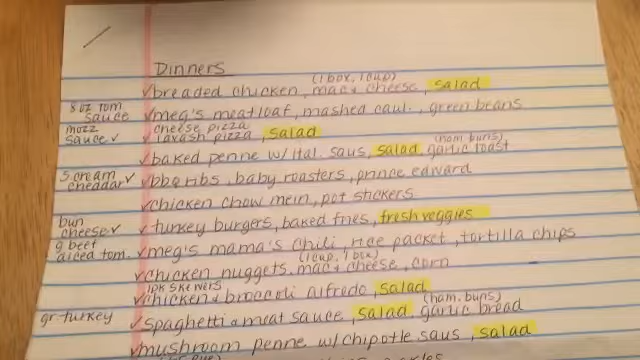 Dinners
(1 box, 1 cup)
✓breaded chicken, mac + cheese, salad
8 oz tom
sauce ✓meg's meatloaf, mashed caul., green beans
mozz cheese pizza
sauce ✓ ✓lavash pizza, salad
(ham. buns)
✓baked penne w/ ital. saus, salad garlic toast
5 cream
cheddar ✓ ✓bbq ribs, baby roasters, prince edward
✓chicken chow mein, pot stickers
bun
cheese ✓ ✓turkey burgers, baked fries, fresh veggies
9 beef
diced tom. ✓meg's mama's chili, rice packet, tortilla chips
(1 cup, 1 box)
✓chicken nuggets, mac + cheese, corn
1pk skewers
✓chicken + broccoli alfredo, salad
(ham. buns)
gr. turkey ✓spaghetti + meat sauce, salad, garlic bread
✓mushroom penne w/ chipotle saus, salad